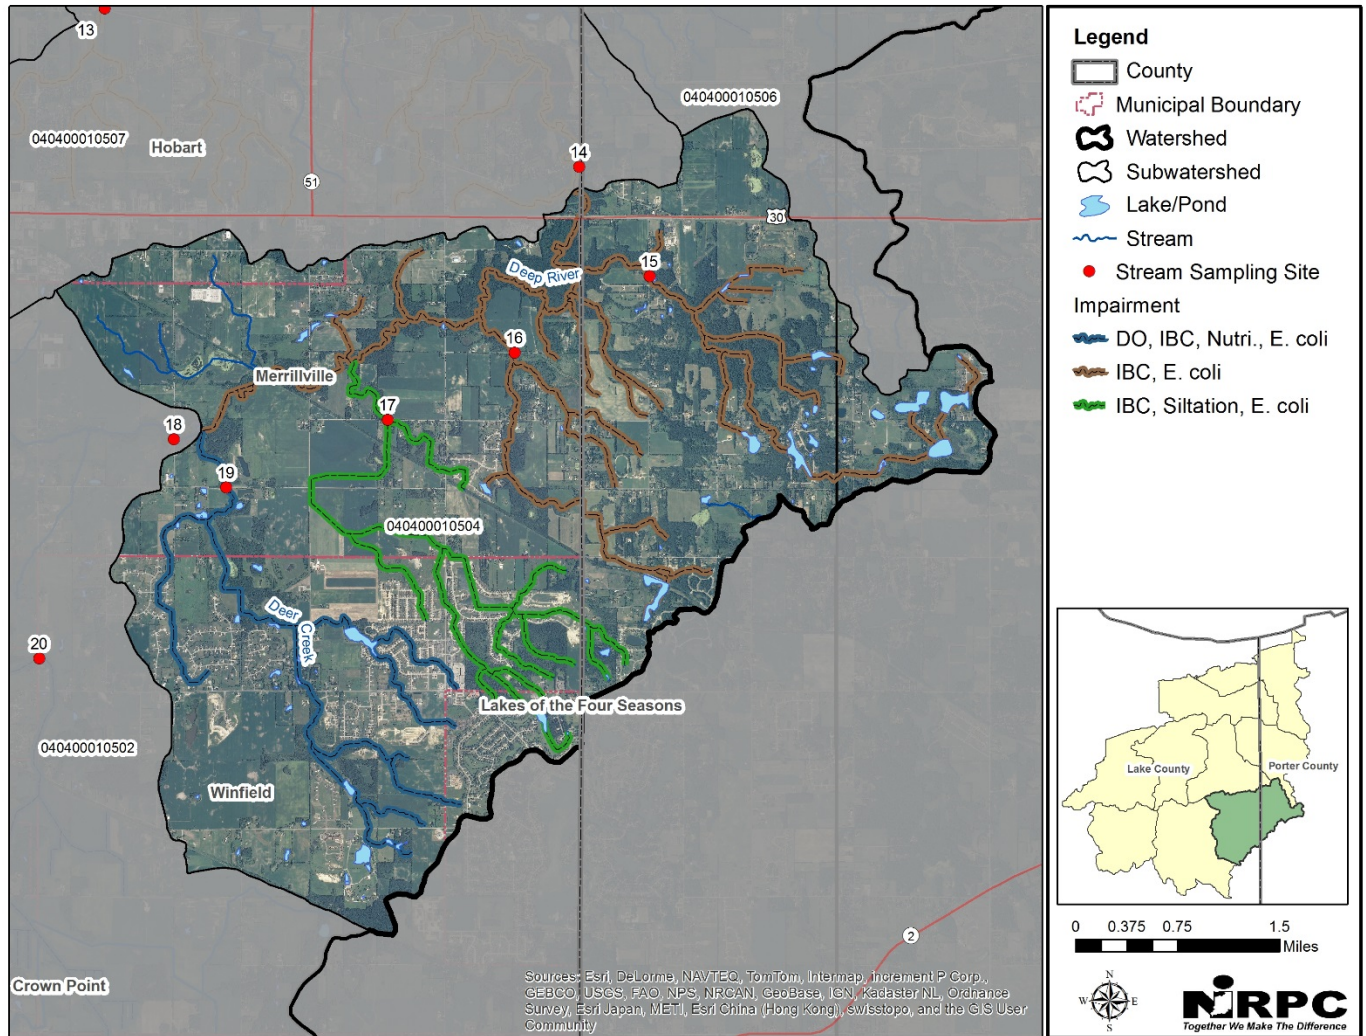 13
040400010507
Hobart
51
040400010506
14
30
15
Deep River
16
Merrillville
17
18
19
040400010504
Deer Creek
20
Lakes of the Four Seasons
040400010502
Winfield
2
Crown Point
Sources: Esri, DeLorme, NAVTEQ, TomTom, Intermap, increment P Corp.,
GEBCO, USGS, FAO, NPS, NRCAN, GeoBase, IGN, Kadaster NL, Ordnance
Survey, Esri Japan, METI, Esri China (Hong Kong), swisstopo, and the GIS User
Community
Legend
County
Municipal Boundary
Watershed
Subwatershed
Lake/Pond
Stream
Stream Sampling Site
Impairment
DO, IBC, Nutri., E. coli
IBC, E. coli
IBC, Siltation, E. coli
Lake County
Porter County
0 0.375 0.75 1.5
Miles
N
W E
S
NIRPC
Together We Make The Difference